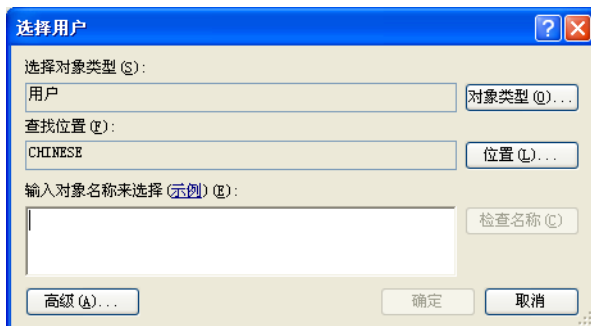 选择用户
选择对象类型(S):
用户
对象类型(O)...
查找位置(F):
CHINESE
位置(L)...
输入对象名称来选择(示例)(E):
检查名称(C)
高级(A)...
确定
取消